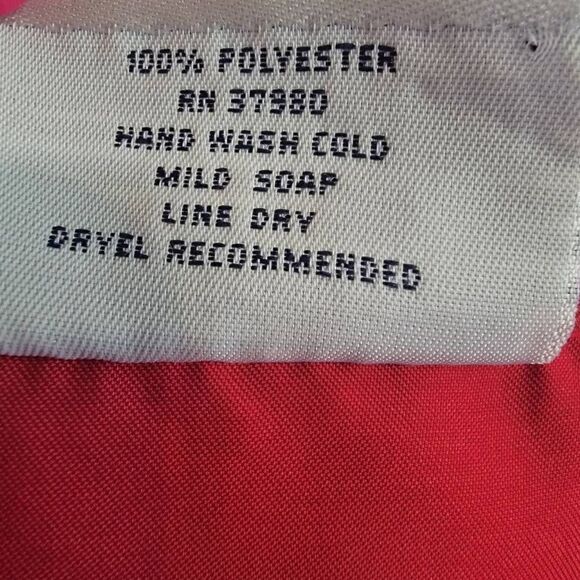 100% POLYESTER
RN 37980
HAND WASH COLD
MILD SOAP
LINE DRY
DRYEL RECOMMENDED